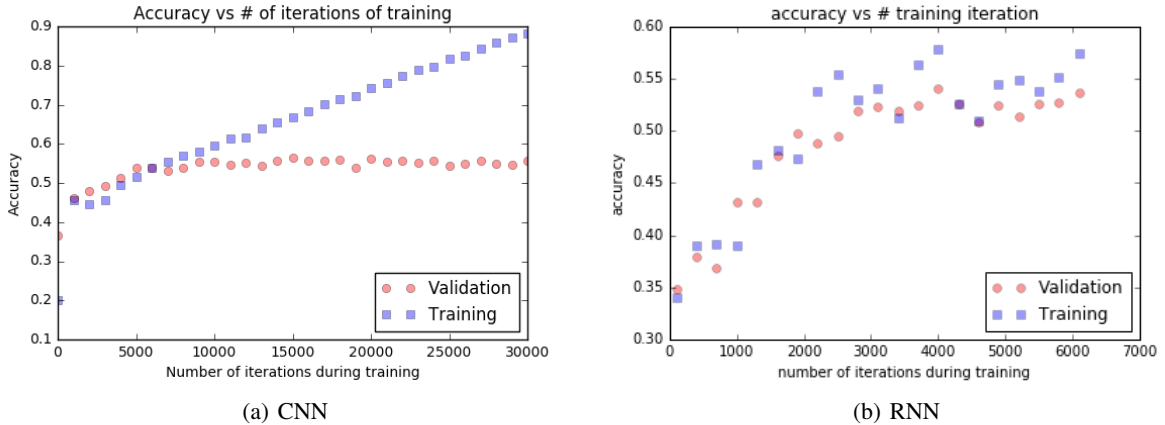 Accuracy vs # of iterations of training
0.9
0.8
0.7
0.6
0.5
0.4
0.3
0.2
0.1
Accuracy
Validation
Training
0 5000 10000 15000 20000 25000 30000
Number of iterations during training
(a) CNN
accuracy vs # training iteration
0.60
0.55
0.50
0.45
0.40
0.35
0.30
accuracy
Validation
Training
0 1000 2000 3000 4000 5000 6000 7000
number of iterations during training
(b) RNN